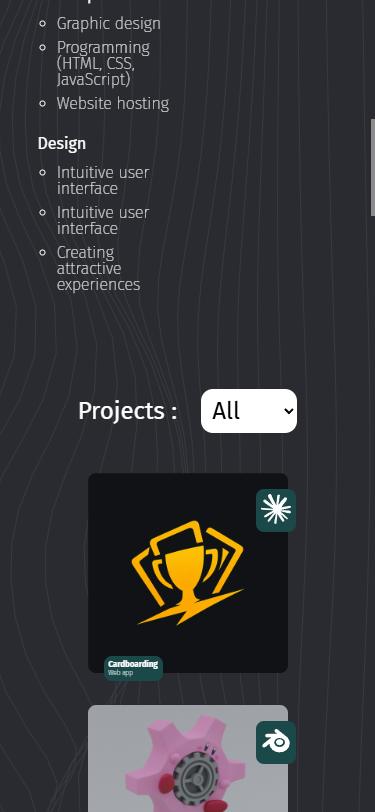 Graphic design
Programming
(HTML, CSS,
JavaScript)
Website hosting
Design
Intuitive user
interface
Intuitive user
interface
Creating
attractive
experiences
Projects :
All
Cardboarding
Web app